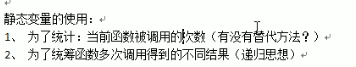 静态变量的使用：
1、 为了统计：当前函数被调用的次数（有没有替代方法？）
2、 为了统筹函数多次调用得到的不同结果（递归思想）